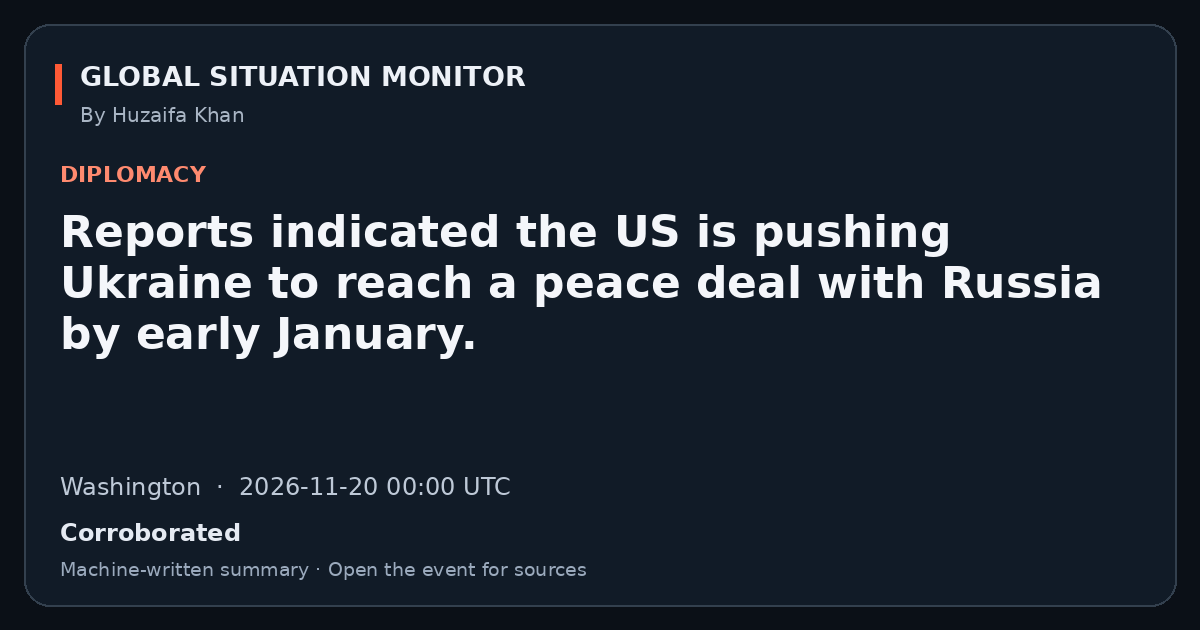 GLOBAL SITUATION MONITOR
By Huzaifa Khan
DIPLOMACY
Reports indicated the US is pushing
Ukraine to reach a peace deal with Russia
by early January.
Washington · 2026-11-20 00:00 UTC
Corroborated
Machine-written summary · Open the event for sources